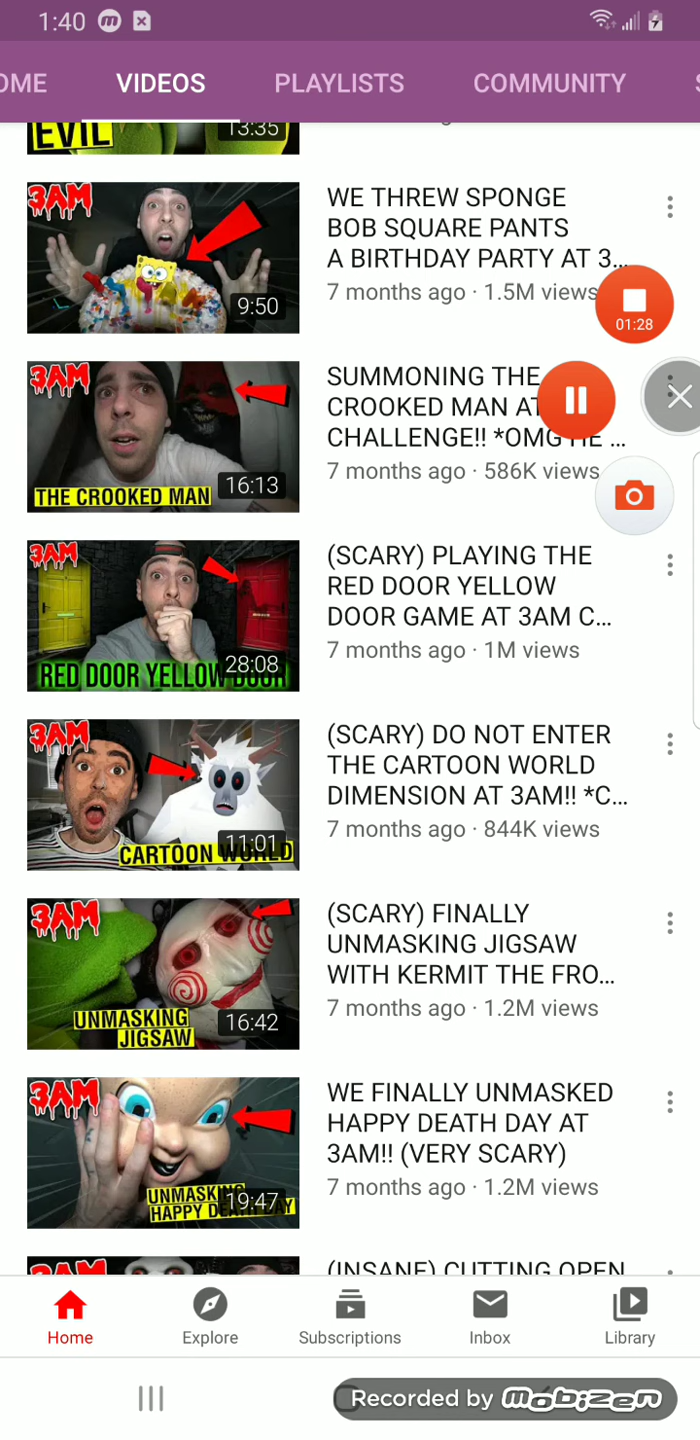 1:40
OME VIDEOS PLAYLISTS COMMUNITY S
EVIL
13:35
3AM
9:50
WE THREW SPONGE
BOB SQUARE PANTS
A BIRTHDAY PARTY AT 3...
7 months ago · 1.5M views
01:28
3AM
THE CROOKED MAN
16:13
SUMMONING THE
CROOKED MAN AT
CHALLENGE!! *OMG HE ...
7 months ago · 586K views
3AM
RED DOOR YELLOW DOOR
28:08
(SCARY) PLAYING THE
RED DOOR YELLOW
DOOR GAME AT 3AM C...
7 months ago · 1M views
3AM
CARTOON WORLD
11:01
(SCARY) DO NOT ENTER
THE CARTOON WORLD
DIMENSION AT 3AM!! *C...
7 months ago · 844K views
3AM
UNMASKING
JIGSAW
16:42
(SCARY) FINALLY
UNMASKING JIGSAW
WITH KERMIT THE FRO...
7 months ago · 1.2M views
3AM
UNMASKING
HAPPY DEATH DAY
19:47
WE FINALLY UNMASKED
HAPPY DEATH DAY AT
3AM!! (VERY SCARY)
7 months ago · 1.2M views
3AM
(INSANE) CUTTING OPEN
Home Explore Subscriptions Inbox Library
Recorded by mobizen